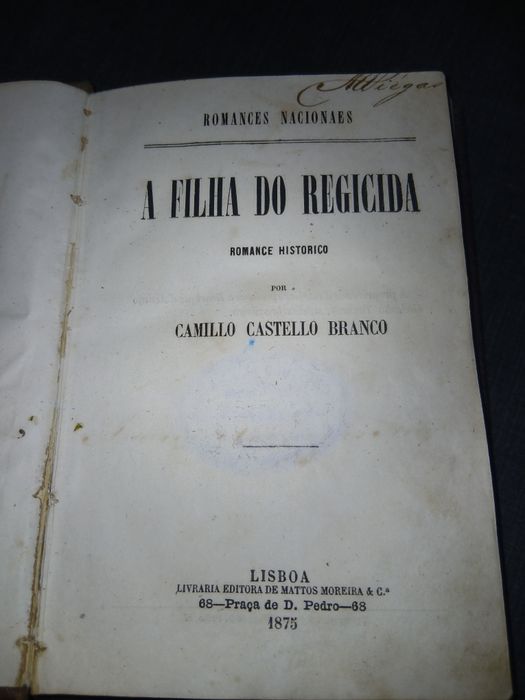 AViegas
ROMANCES NACIONAES
A FILHA DO REGICIDA
ROMANCE HISTORICO
POR
CAMILLO CASTELLO BRANCO
LISBOA
LIVRARIA EDITORA DE MATTOS MOREIRA & C.ª
68—Praça de D. Pedro—68
1875